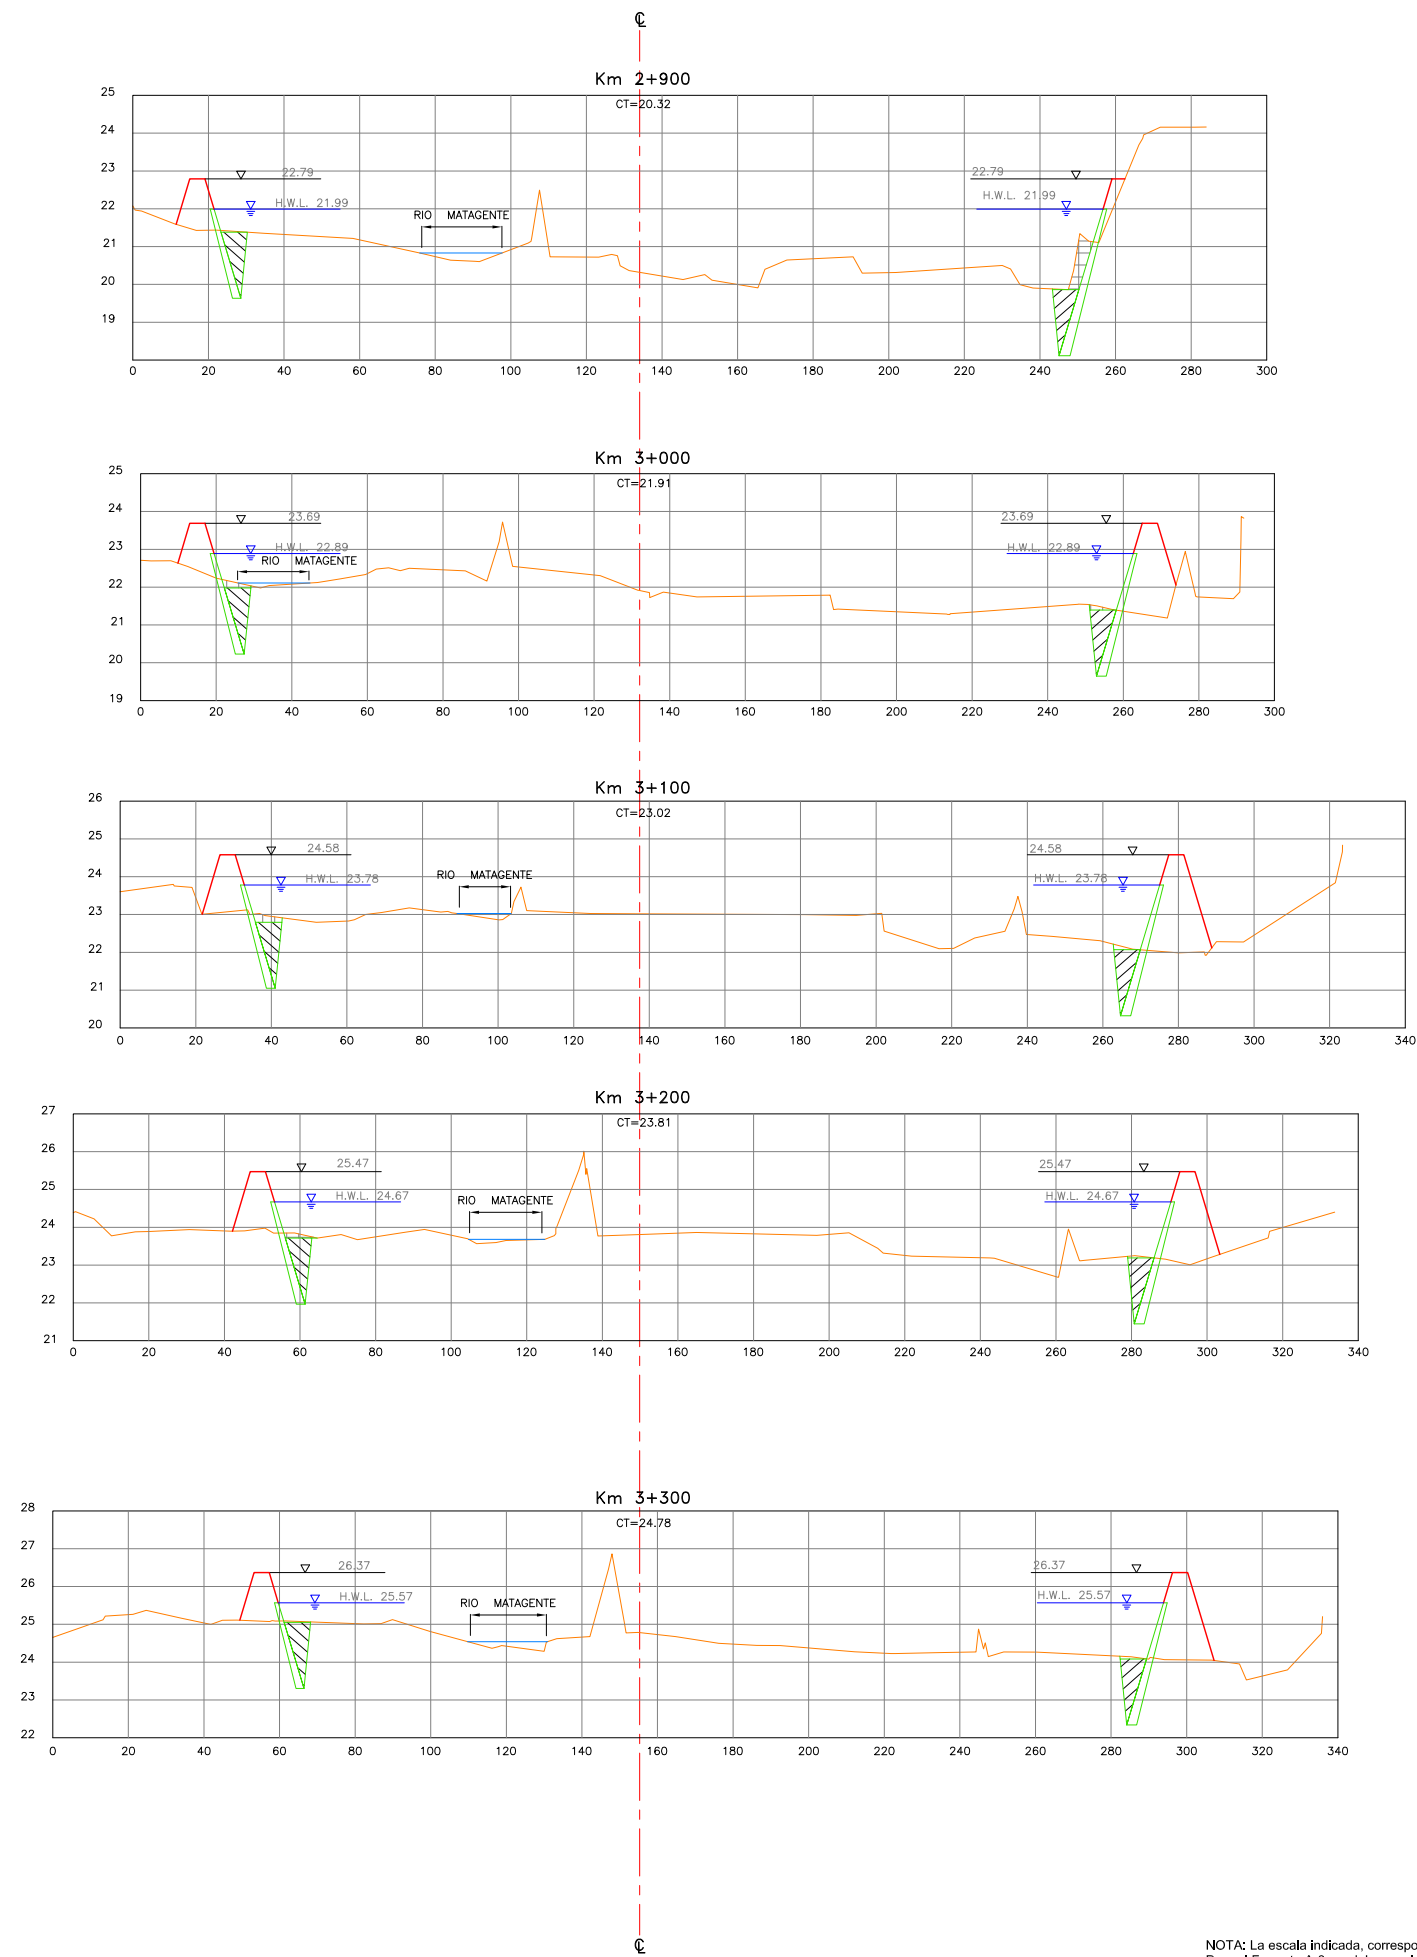 ℄
Km 2+900
CT=20.32
25
24
23
22
21
20
19
22.79
H.W.L. 21.99
RIO MATAGENTE
22.79
H.W.L. 21.99
0 20 40 60 80 100 120 140 160 180 200 220 240 260 280 300
Km 3+000
CT=21.91
25
24
23
22
21
20
19
23.69
H.W.L. 22.89
RIO MATAGENTE
23.69
H.W.L. 22.89
0 20 40 60 80 100 120 140 160 180 200 220 240 260 280 300
Km 3+100
CT=23.02
26
25
24
23
22
21
20
24.58
H.W.L. 23.78
RIO MATAGENTE
24.58
H.W.L. 23.78
0 20 40 60 80 100 120 140 160 180 200 220 240 260 280 300 320 340
Km 3+200
CT=23.81
27
26
25
24
23
22
21
25.47
H.W.L. 24.67
RIO MATAGENTE
25.47
H.W.L. 24.67
0 20 40 60 80 100 120 140 160 180 200 220 240 260 280 300 320 340
Km 3+300
CT=24.78
28
27
26
25
24
23
22
26.37
H.W.L. 25.57
RIO MATAGENTE
26.37
H.W.L. 25.57
0 20 40 60 80 100 120 140 160 180 200 220 240 260 280 300 320 340
℄
NOTA: La escala indicada, correspo